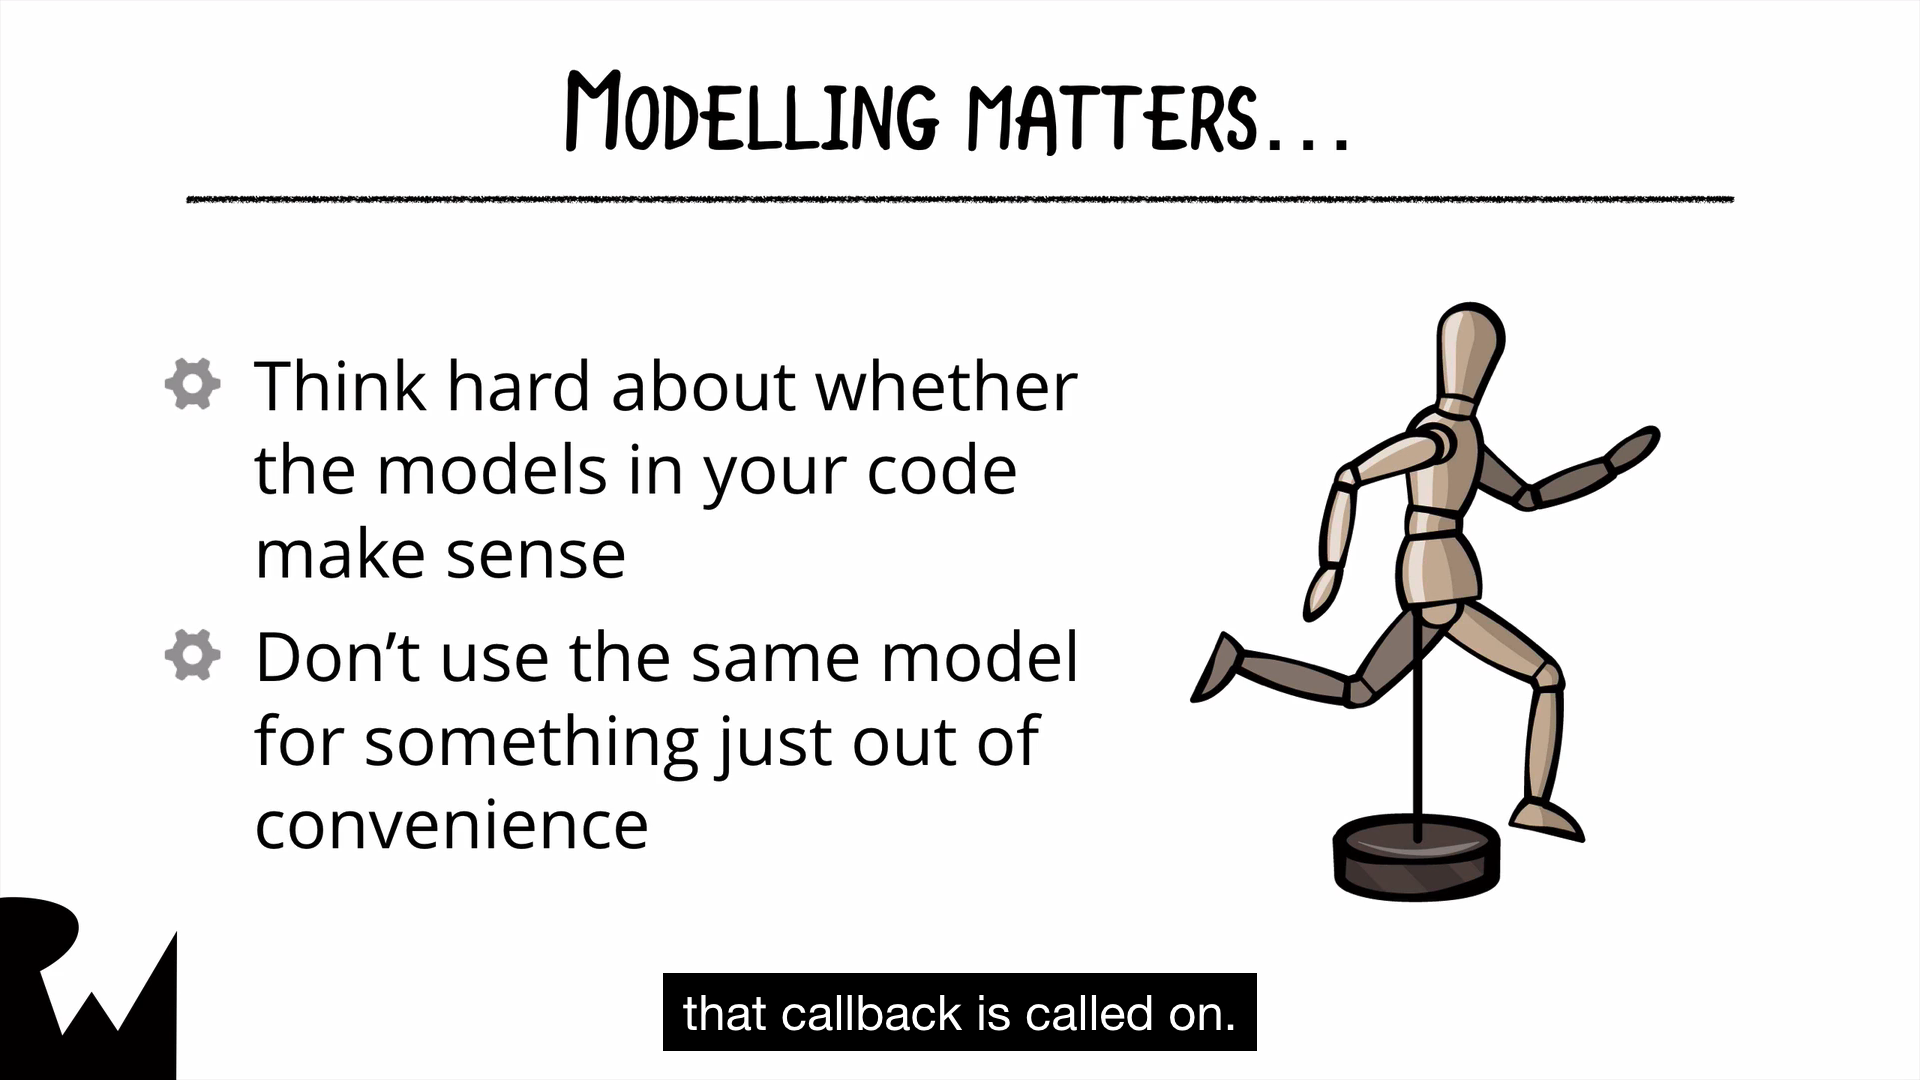 Modelling matters...
Think hard about whether
the models in your code
make sense
Don’t use the same model
for something just out of
convenience
that callback is called on.